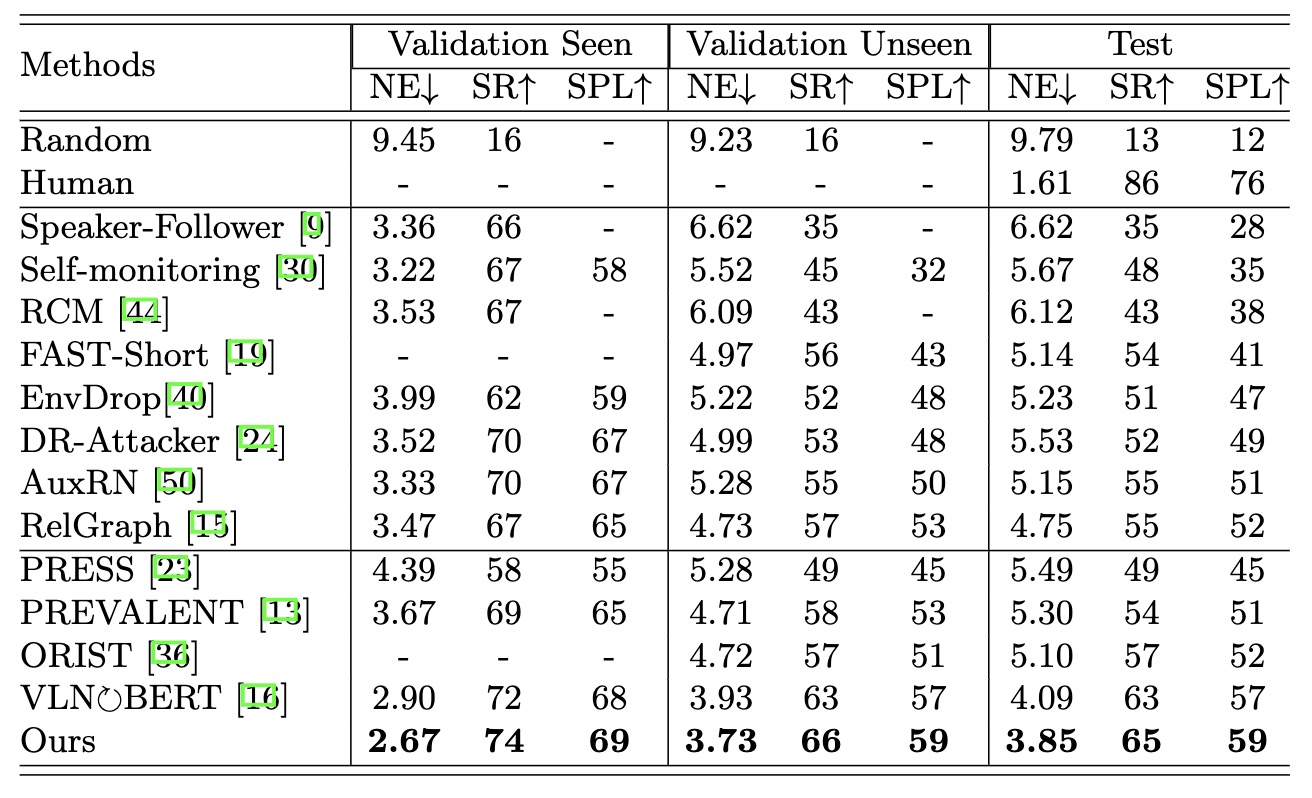 Methods Validation Seen Validation Unseen Test
NE↓ SR↑ SPL↑ NE↓ SR↑ SPL↑ NE↓ SR↑ SPL↑
Random 9.45 16 - 9.23 16 - 9.79 13 12
Human - - - - - - 1.61 86 76
Speaker-Follower [9] 3.36 66 - 6.62 35 - 6.62 35 28
Self-monitoring [30] 3.22 67 58 5.52 45 32 5.67 48 35
RCM [44] 3.53 67 - 6.09 43 - 6.12 43 38
FAST-Short [19] - - - 4.97 56 43 5.14 54 41
EnvDrop[40] 3.99 62 59 5.22 52 48 5.23 51 47
DR-Attacker [24] 3.52 70 67 4.99 53 48 5.53 52 49
AuxRN [50] 3.33 70 67 5.28 55 50 5.15 55 51
RelGraph [15] 3.47 67 65 4.73 57 53 4.75 55 52
PRESS [23] 4.39 58 55 5.28 49 45 5.49 49 45
PREVALENT [13] 3.67 69 65 4.71 58 53 5.30 54 51
ORIST [36] - - - 4.72 57 51 5.10 57 52
VLN↻BERT [16] 2.90 72 68 3.93 63 57 4.09 63 57
Ours 2.67 74 69 3.73 66 59 3.85 65 59